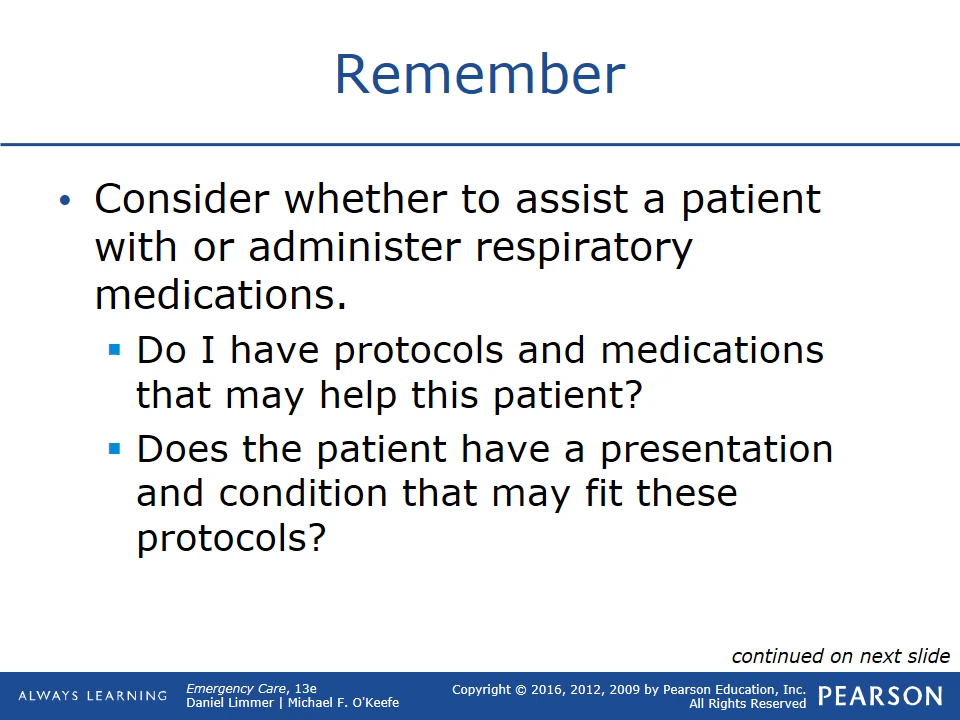 Remember
• Consider whether to assist a patient
with or administer respiratory
medications.
▪ Do I have protocols and medications
that may help this patient?
▪ Does the patient have a presentation
and condition that may fit these
protocols?
continued on next slide
ALWAYS LEARNING
Emergency Care, 13e
Daniel Limmer | Michael F. O'Keefe
Copyright © 2016, 2012, 2009 by Pearson Education, Inc.
All Rights Reserved
PEARSON